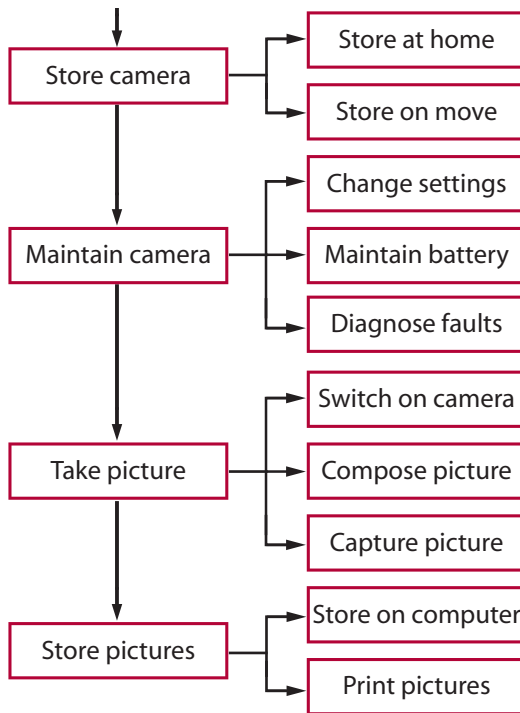 Store camera
Store at home
Store on move
Maintain camera
Change settings
Maintain battery
Diagnose faults
Take picture
Switch on camera
Compose picture
Capture picture
Store pictures
Store on computer
Print pictures